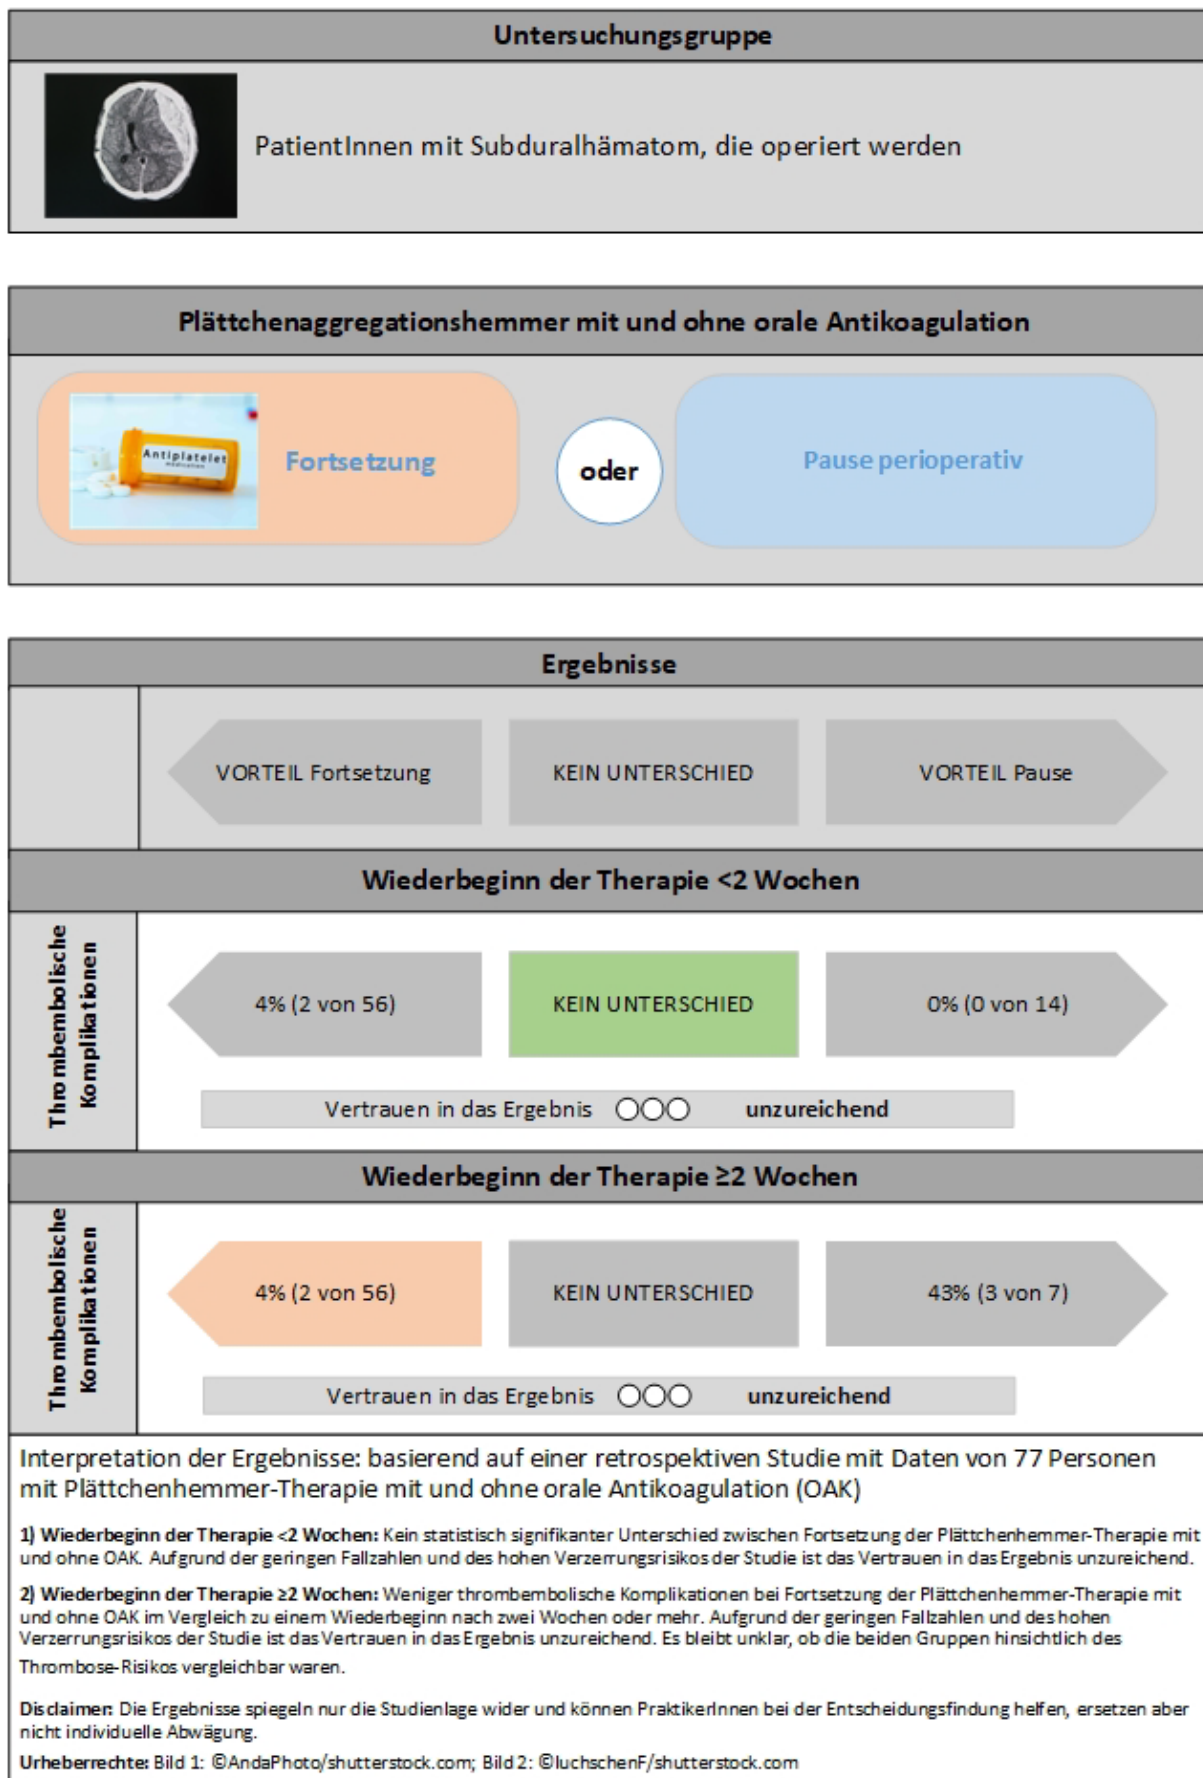 Untersuchungsgruppe
PatientInnen mit Subduralhämatom, die operiert werden
Plättchenaggregationshemmer mit und ohne orale Antikoagulation
Antiplatelet
medication
Fortsetzung
oder
Pause perioperativ
Ergebnisse
VORTEIL Fortsetzung
KEIN UNTERSCHIED
VORTEIL Pause
Wiederbeginn der Therapie <2 Wochen
Thrombembolische
Komplikationen
4% (2 von 56)
KEIN UNTERSCHIED
0% (0 von 14)
Vertrauen in das Ergebnis unzureichend
Wiederbeginn der Therapie ≥2 Wochen
Thrombembolische
Komplikationen
4% (2 von 56)
KEIN UNTERSCHIED
43% (3 von 7)
Vertrauen in das Ergebnis unzureichend
Interpretation der Ergebnisse: basierend auf einer retrospektiven Studie mit Daten von 77 Personen
mit Plättchenhemmer-Therapie mit und ohne orale Antikoagulation (OAK)
1) Wiederbeginn der Therapie <2 Wochen: Kein statistisch signifikanter Unterschied zwischen Fortsetzung der Plättchenhemmer-Therapie mit
und ohne OAK. Aufgrund der geringen Fallzahlen und des hohen Verzerrungsrisikos der Studie ist das Vertrauen in das Ergebnis unzureichend.
2) Wiederbeginn der Therapie ≥2 Wochen: Weniger thrombembolische Komplikationen bei Fortsetzung der Plättchenhemmer-Therapie mit
und ohne OAK im Vergleich zu einem Wiederbeginn nach zwei Wochen oder mehr. Aufgrund der geringen Fallzahlen und des hohen
Verzerrungsrisikos der Studie ist das Vertrauen in das Ergebnis unzureichend. Es bleibt unklar, ob die beiden Gruppen hinsichtlich des
Thrombose-Risikos vergleichbar waren.
Disclaimer: Die Ergebnisse spiegeln nur die Studienlage wider und können PraktikerInnen bei der Entscheidungsfindung helfen, ersetzen aber
nicht individuelle Abwägung.
Urheberrechte: Bild 1: ©AndaPhoto/shutterstock.com; Bild 2: ©luchschenF/shutterstock.com